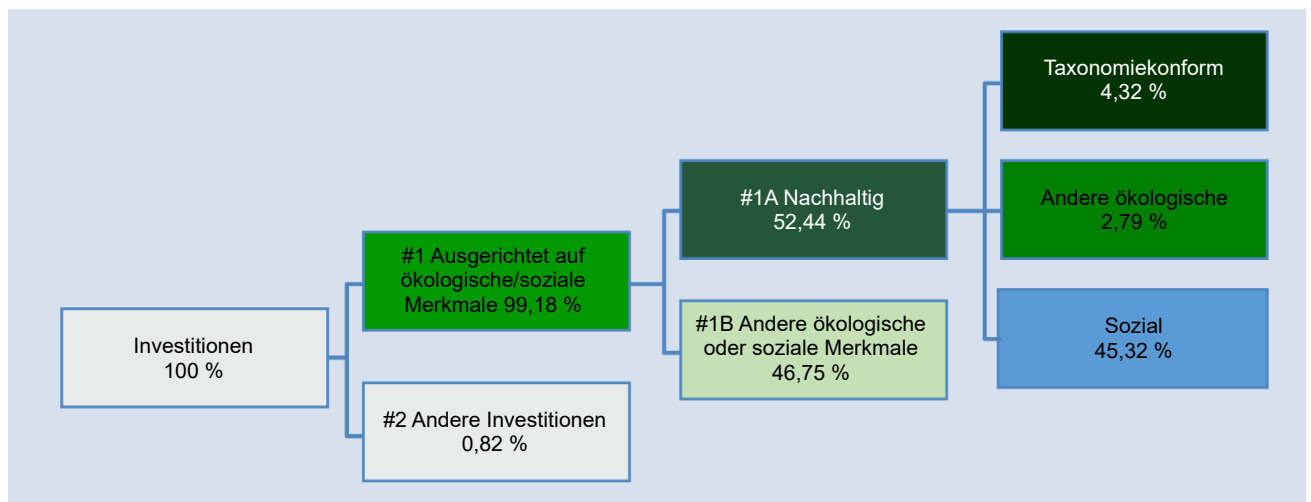 Investitionen
100 %
#1 Ausgerichtet auf
ökologische/soziale
Merkmale 99,18 %
#2 Andere Investitionen
0,82 %
#1A Nachhaltig
52,44 %
#1B Andere ökologische
oder soziale Merkmale
46,75 %
Taxonomiekonform
4,32 %
Andere ökologische
2,79 %
Sozial
45,32 %